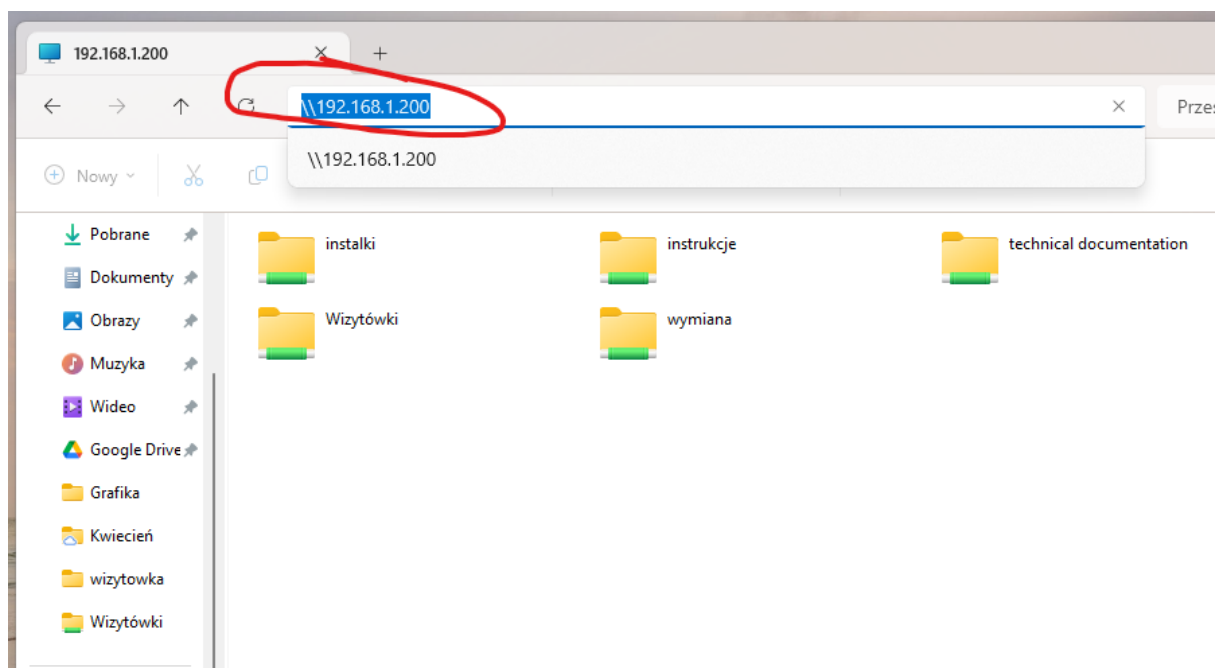 192.168.1.200
\\192.168.1.200
Nowy
\\192.168.1.200
Pobrane
Dokumenty
Obrazy
Muzyka
Wideo
Google Drive
Grafika
Kwiecień
wizytowka
Wizytówki
instalki
instrukcje
technical documentation
Wizytówki
wymiana